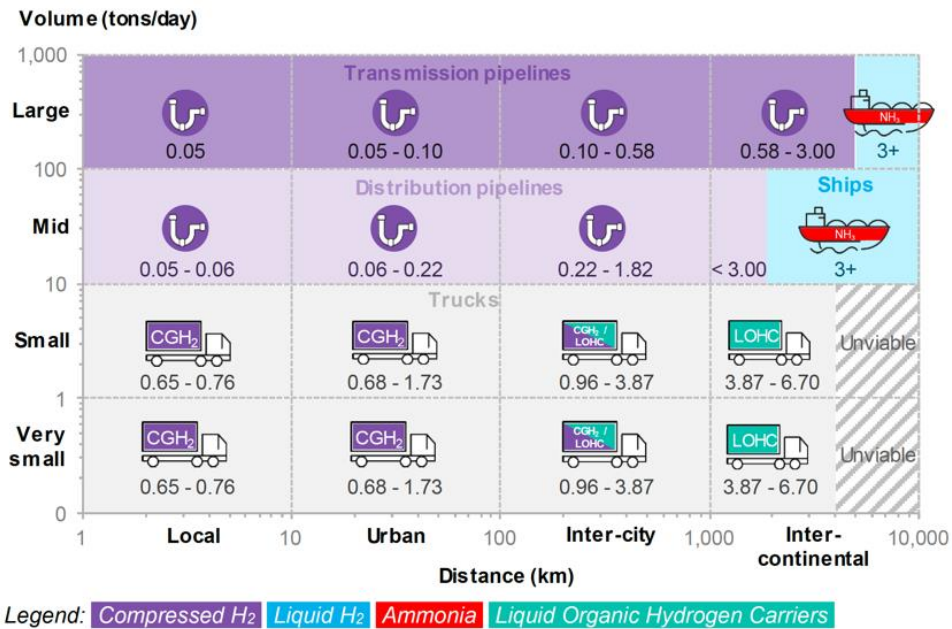 Volume (tons/day)
1,000
Transmission pipelines
Large
NH₃
0.05
0.05 - 0.10
0.10 - 0.58
0.58 - 3.00
3+
100
Distribution pipelines
Ships
Mid
NH₃
0.05 - 0.06
0.06 - 0.22
0.22 - 1.82
< 3.00
3+
10
Trucks
Small
CGH₂
CGH₂
CGH₂ /
LOHC
LOHC
Unviable
0.65 - 0.76
0.68 - 1.73
0.96 - 3.87
3.87 - 6.70
1
Very
small
CGH₂
CGH₂
CGH₂ /
LOHC
LOHC
Unviable
0.65 - 0.76
0.68 - 1.73
0.96 - 3.87
3.87 - 6.70
0
1
Local
10
Urban
100
Inter-city
1,000
Inter-
continental
10,000
Distance (km)
Legend: Compressed H₂ Liquid H₂ Ammonia Liquid Organic Hydrogen Carriers